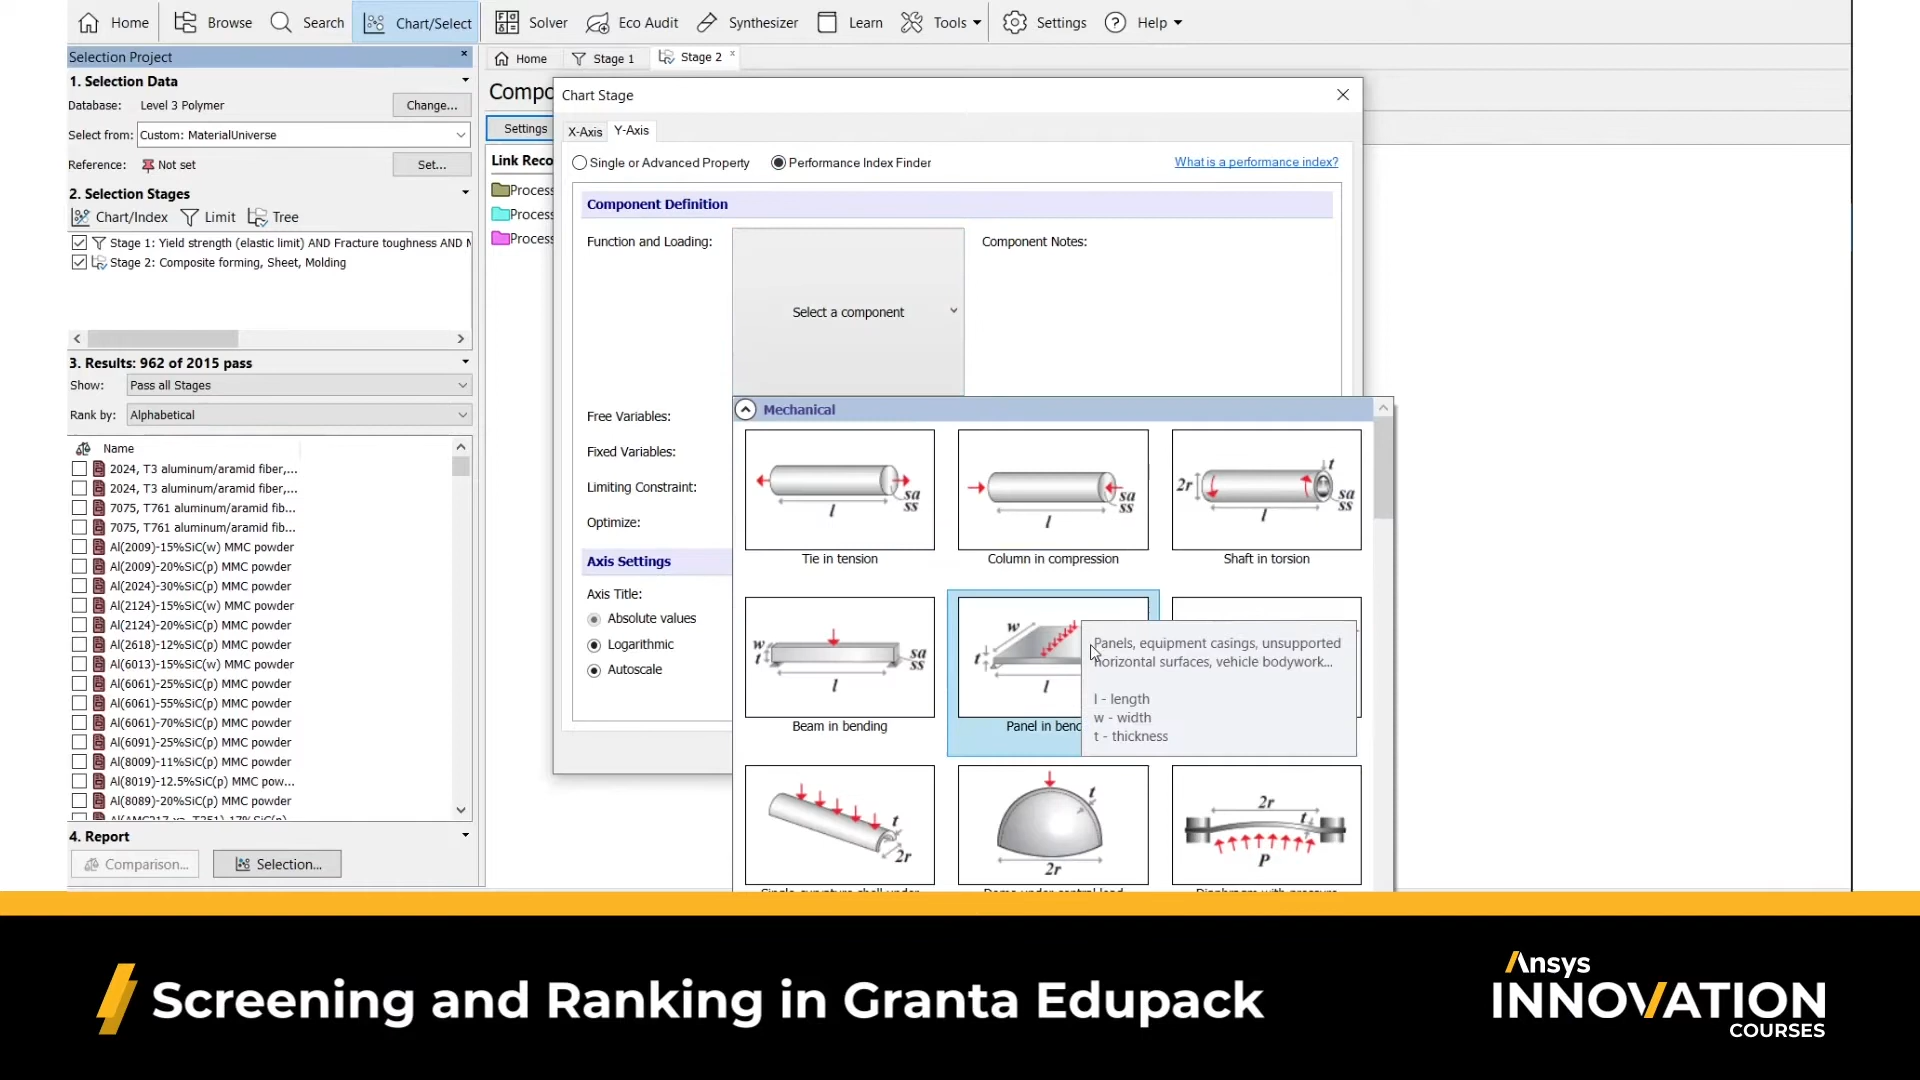 Home
Browse
Search
Chart/Select
Solver
Eco Audit
Synthesizer
Learn
Tools
Settings
Help
Selection Project
1. Selection Data
Database: Level 3 Polymer
Change...
Select from: Custom: MaterialUniverse
Reference: Not set
Set...
2. Selection Stages
Chart/Index Limit Tree
Stage 1: Yield strength (elastic limit) AND Fracture toughness AND
Stage 2: Composite forming, Sheet, Molding
3. Results: 962 of 2015 pass
Show: Pass all Stages
Rank by: Alphabetical
Name
2024, T3 aluminum/aramid fiber,...
2024, T3 aluminum/aramid fiber,...
7075, T761 aluminum/aramid fib...
7075, T761 aluminum/aramid fib...
Al(2009)-15%SiC(w) MMC powder
Al(2009)-20%SiC(p) MMC powder
Al(2024)-30%SiC(p) MMC powder
Al(2124)-15%SiC(w) MMC powder
Al(2124)-20%SiC(p) MMC powder
Al(2618)-12%SiC(p) MMC powder
Al(6013)-15%SiC(w) MMC powder
Al(6061)-25%SiC(p) MMC powder
Al(6061)-55%SiC(p) MMC powder
Al(6061)-70%SiC(p) MMC powder
Al(6091)-25%SiC(p) MMC powder
Al(8009)-11%SiC(p) MMC powder
Al(8019)-12.5%SiC(p) MMC pow...
Al(8089)-20%SiC(p) MMC powder
4. Report
Comparison...
Selection...
Home
Stage 1
Stage 2
Compo
Settings
Link Reco
Process
Process
Process
Chart Stage
X-Axis
Y-Axis
Single or Advanced Property
Performance Index Finder
What is a performance index?
Component Definition
Function and Loading:
Select a component
Component Notes:
Free Variables:
Fixed Variables:
Limiting Constraint:
Optimize:
Axis Settings
Axis Title:
Absolute values
Logarithmic
Autoscale
Mechanical
l
sa
ss
Tie in tension
l
sa
ss
Column in compression
2r
t
l
sa
ss
Shaft in torsion
w
t
l
sa
ss
Beam in bending
w
t
l
Panel in benc
Panels, equipment casings, unsupported
horizontal surfaces, vehicle bodywork...
l - length
w - width
t - thickness
t
2r
t
2r
2r
t
P
Screening and Ranking in Granta Edupack
Ansys
INNOVATION
COURSES